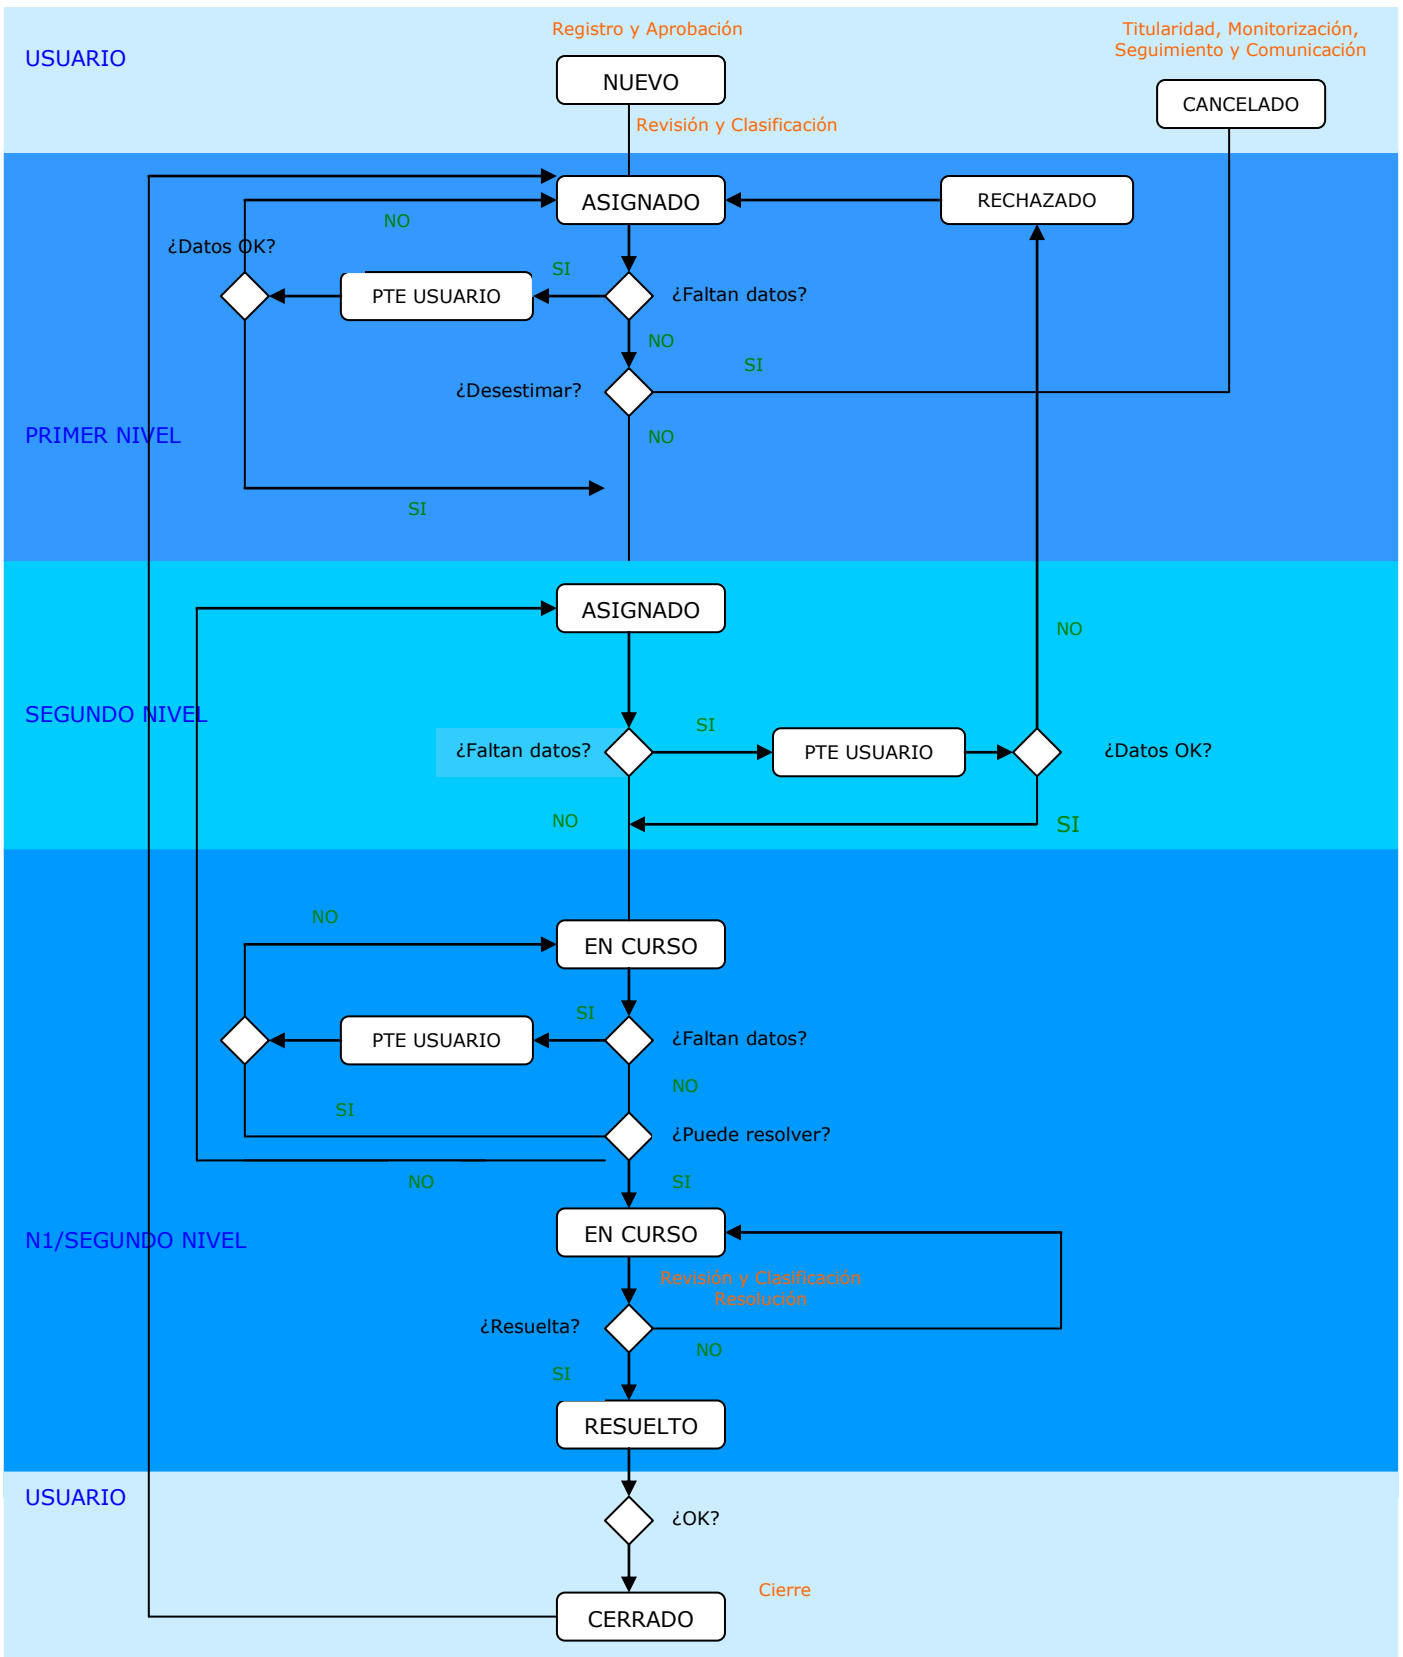 Registro y Aprobación
Titularidad, Monitorización,
Seguimiento y Comunicación
USUARIO
NUEVO
CANCELADO
Revisión y Clasificación
ASIGNADO
RECHAZADO
NO
¿Datos OK?
SI
PTE USUARIO
¿Faltan datos?
NO
SI
¿Desestimar?
PRIMER NIVEL
NO
SI
ASIGNADO
NO
SEGUNDO NIVEL
SI
¿Faltan datos?
PTE USUARIO
¿Datos OK?
NO
SI
NO
EN CURSO
SI
PTE USUARIO
¿Faltan datos?
NO
SI
¿Puede resolver?
NO
SI
EN CURSO
N1/SEGUNDO NIVEL
Revisión y Clasificación
Resolución
¿Resuelta?
NO
SI
RESUELTO
USUARIO
¿OK?
Cierre
CERRADO